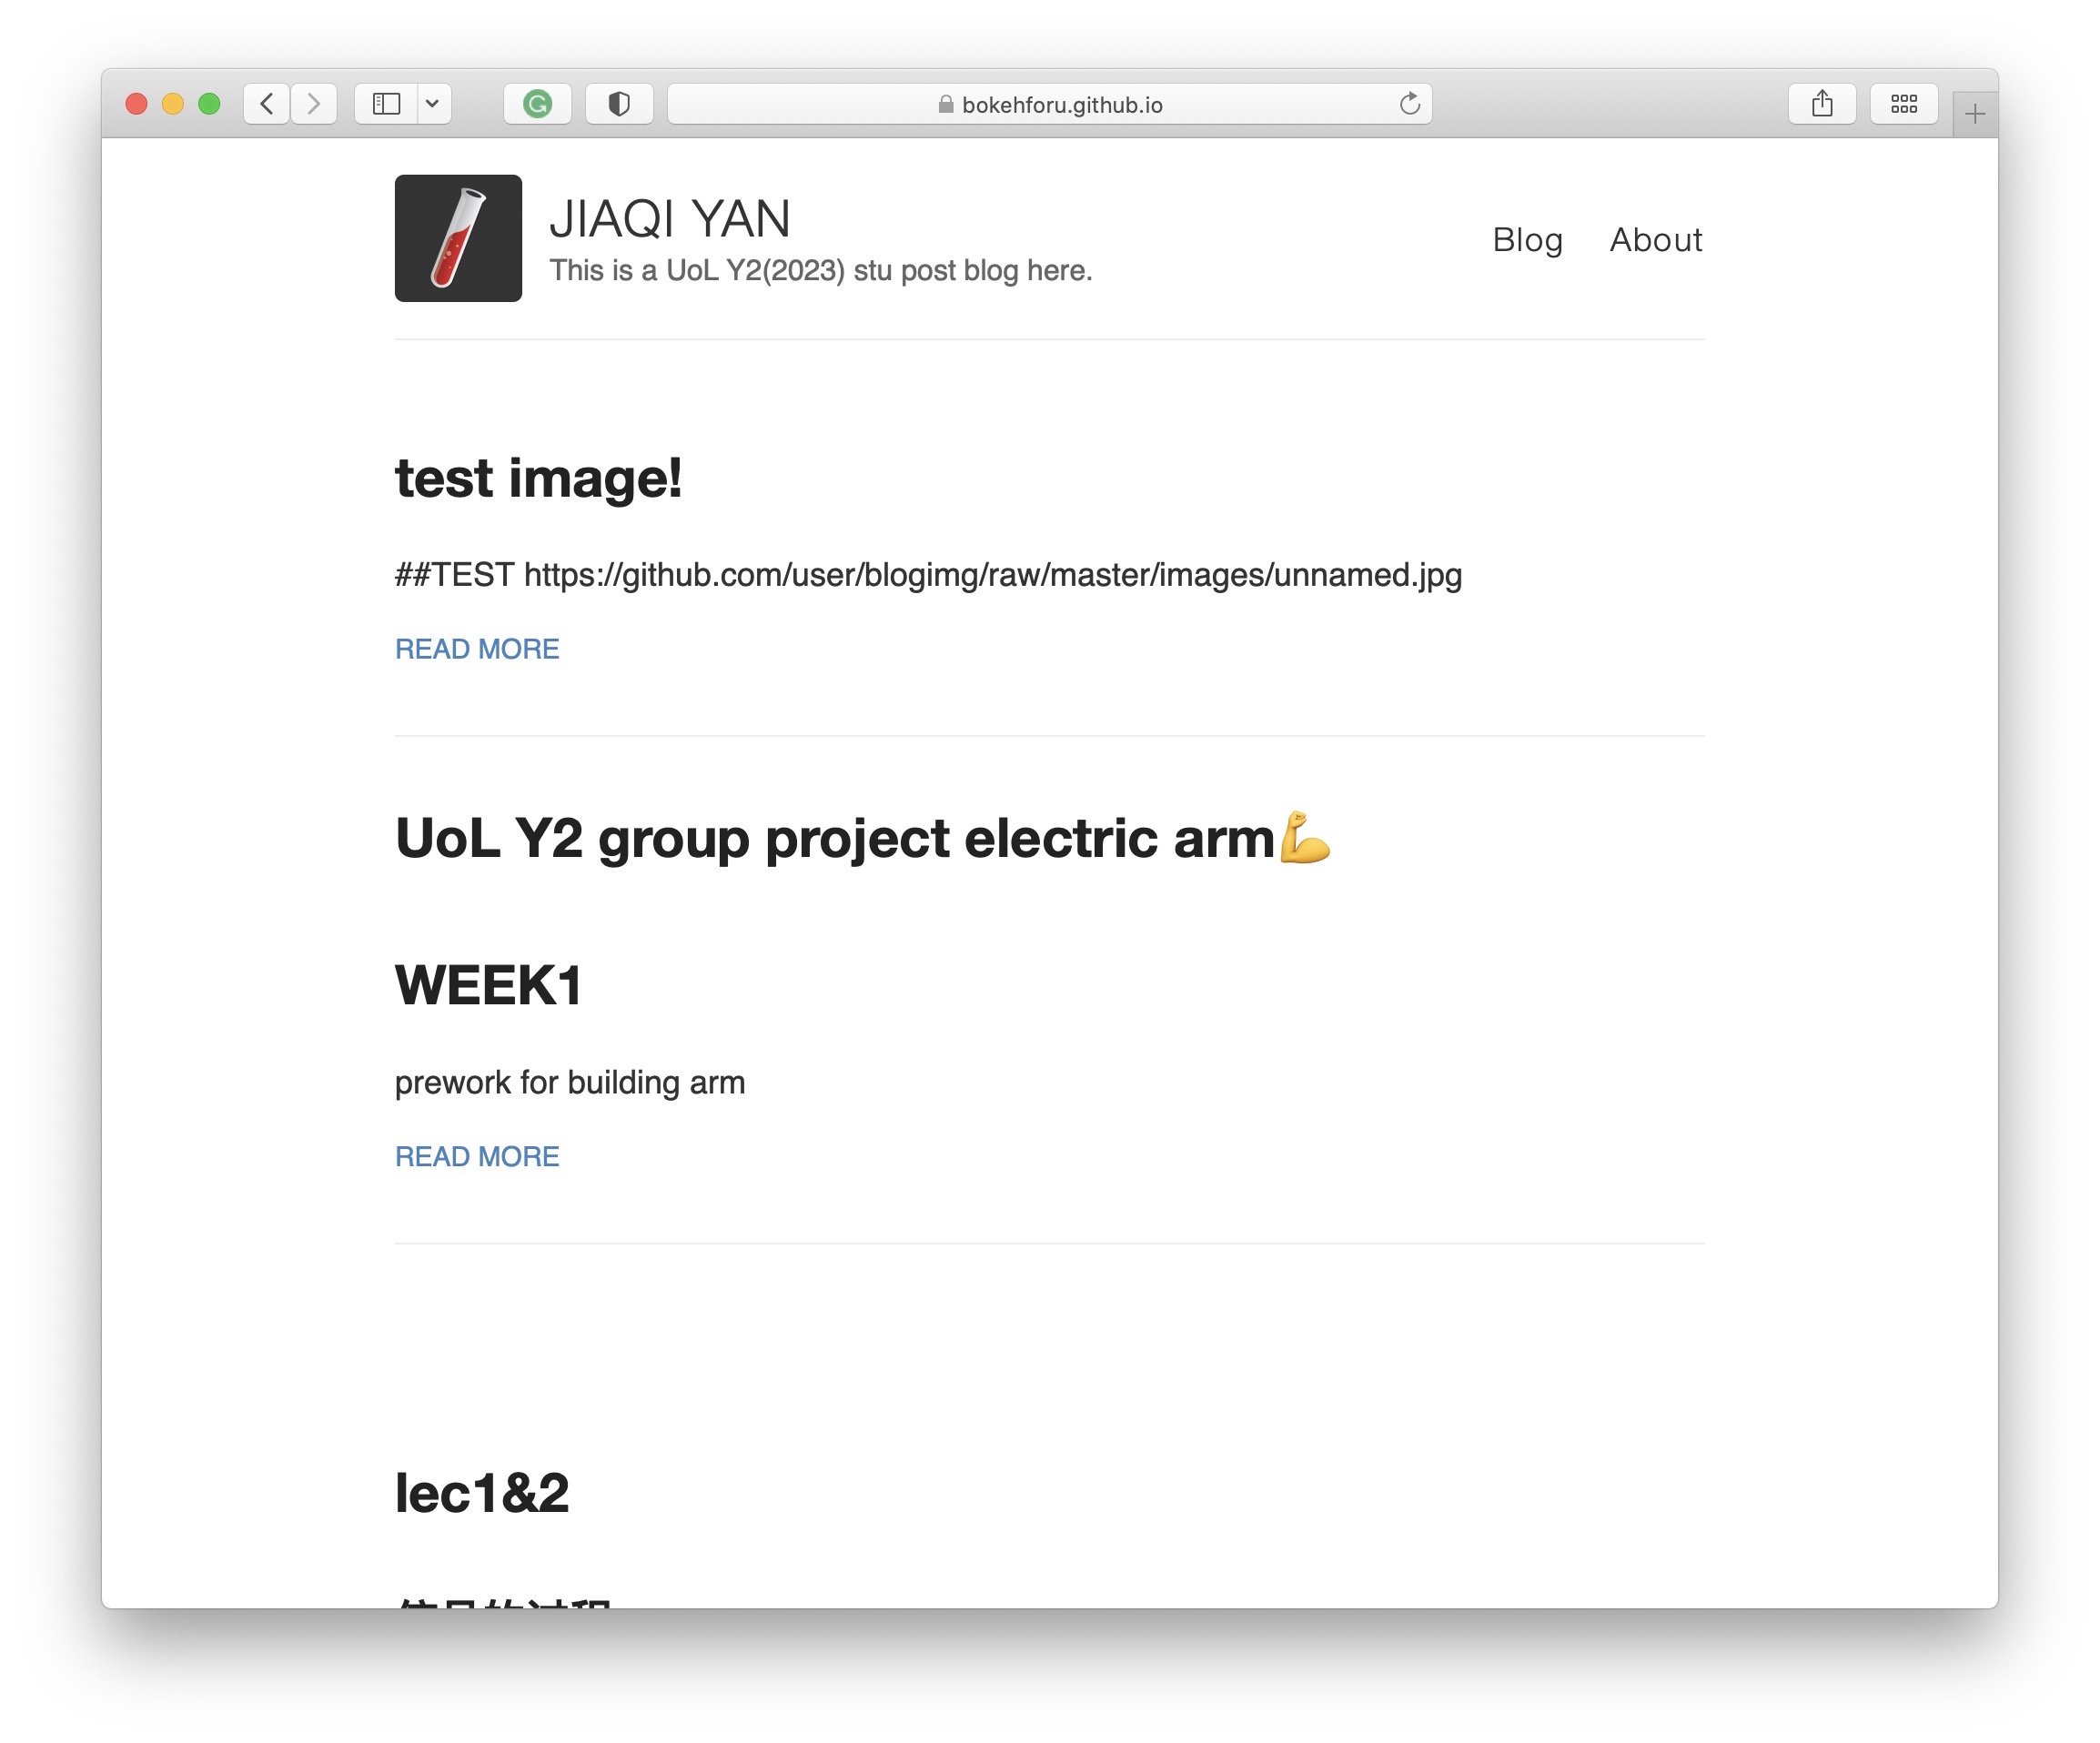 bokehforu.github.io
JIAQI YAN
This is a UoL Y2(2023) stu post blog here.
Blog About
test image!
##TEST https://github.com/user/blogimg/raw/master/images/unnamed.jpg
READ MORE
UoL Y2 group project electric arm💪
WEEK1
prework for building arm
READ MORE
lec1&2